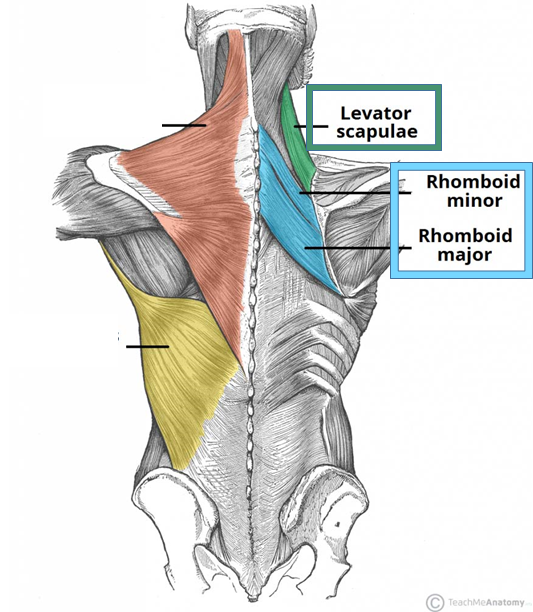 Levator
scapulae
Rhomboid
minor
Rhomboid
major
© TeachMeAnatomy